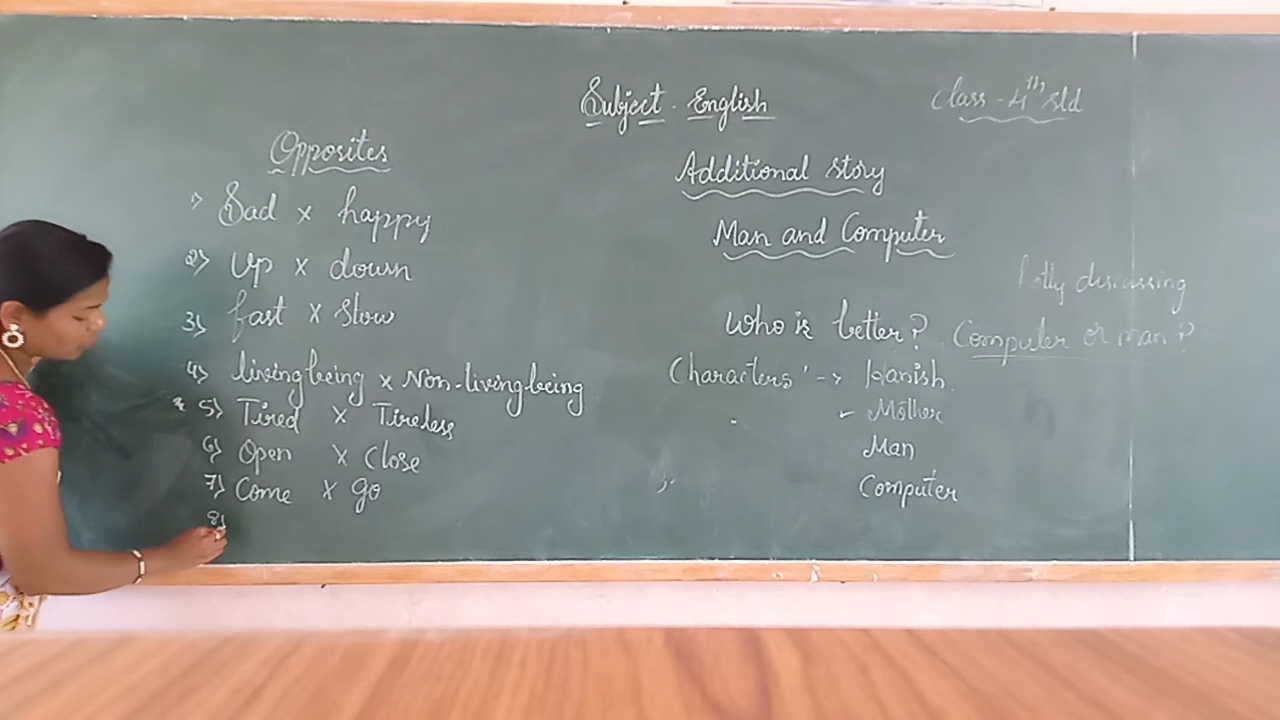 Subject - English
Class - 4th std
Opposites
1) Sad x happy
2) Up x down
3) fast x slow
4) living being x Non-living being
5) Tired x Tireless
6) Open x Close
7) Come x go
8)
Additional story
Man and Computer
hotly discussing
Who is better? Computer or man?
Characters :-> Hanish
Mother
Man
Computer